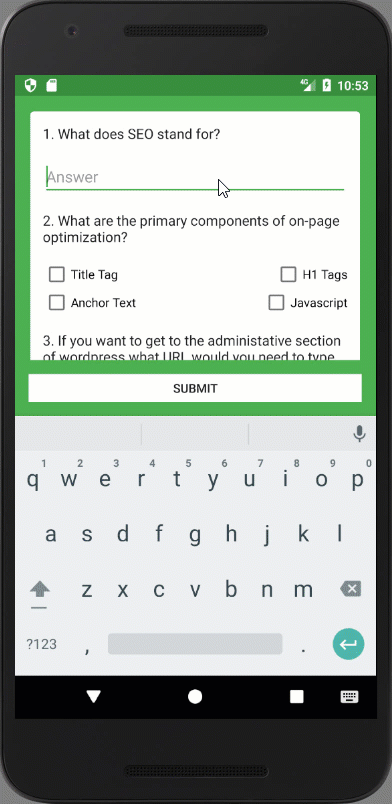 4G 10:53
1. What does SEO stand for?
Answer
2. What are the primary components of on-page
optimization?
Title Tag H1 Tags
Anchor Text Javascript
3. If you want to get to the administative section
of wordpress what URL would you need to type
SUBMIT
1 2 3 4 5 6 7 8 9 0
q w e r t y u i o p
a s d f g h j k l
z x c v b n m
?123 , .